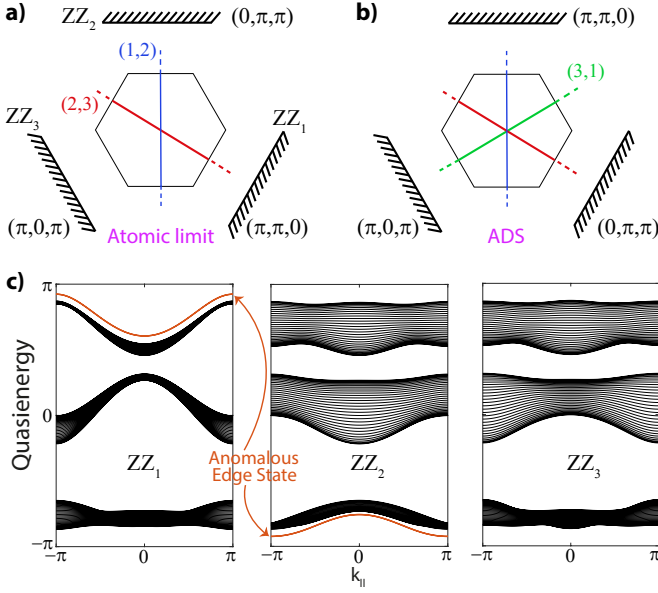 a)
ZZ₂
(0,π,π)
(1,2)
(2,3)
ZZ₃
ZZ₁
(π,0,π)
Atomic limit
(π,π,0)
b)
(π,π,0)
(3,1)
(π,0,π)
ADS
(0,π,π)
c)
Quasienergy
π
0
-π
ZZ₁
ZZ₂
ZZ₃
Anomalous
Edge State
-π 0 π
-π 0 π
-π 0 π
k||